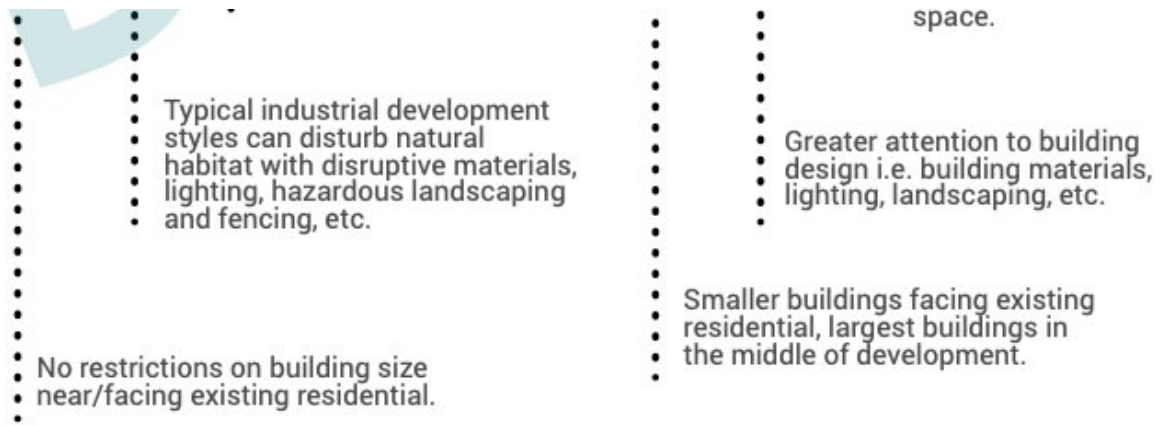 space.
Typical industrial development
styles can disturb natural
habitat with disruptive materials,
lighting, hazardous landscaping
and fencing, etc.
Greater attention to building
design i.e. building materials,
lighting, landscaping, etc.
Smaller buildings facing existing
residential, largest buildings in
the middle of development.
No restrictions on building size
near/facing existing residential.